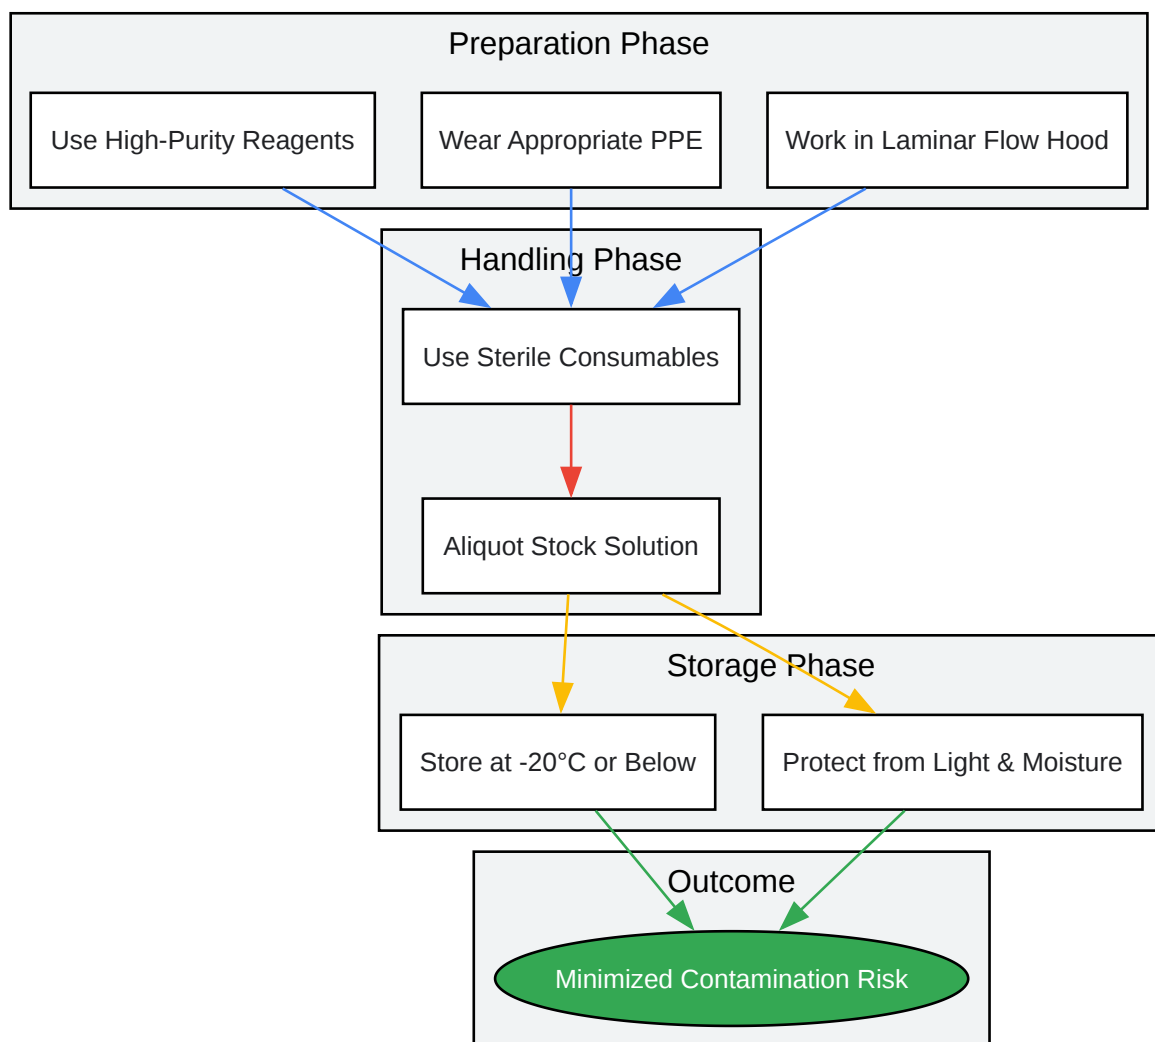 Preparation Phase
Use High-Purity Reagents
Wear Appropriate PPE
Work in Laminar Flow Hood
Handling Phase
Use Sterile Consumables
Aliquot Stock Solution
Storage Phase
Store at -20°C or Below
Protect from Light & Moisture
Outcome
Minimized Contamination Risk